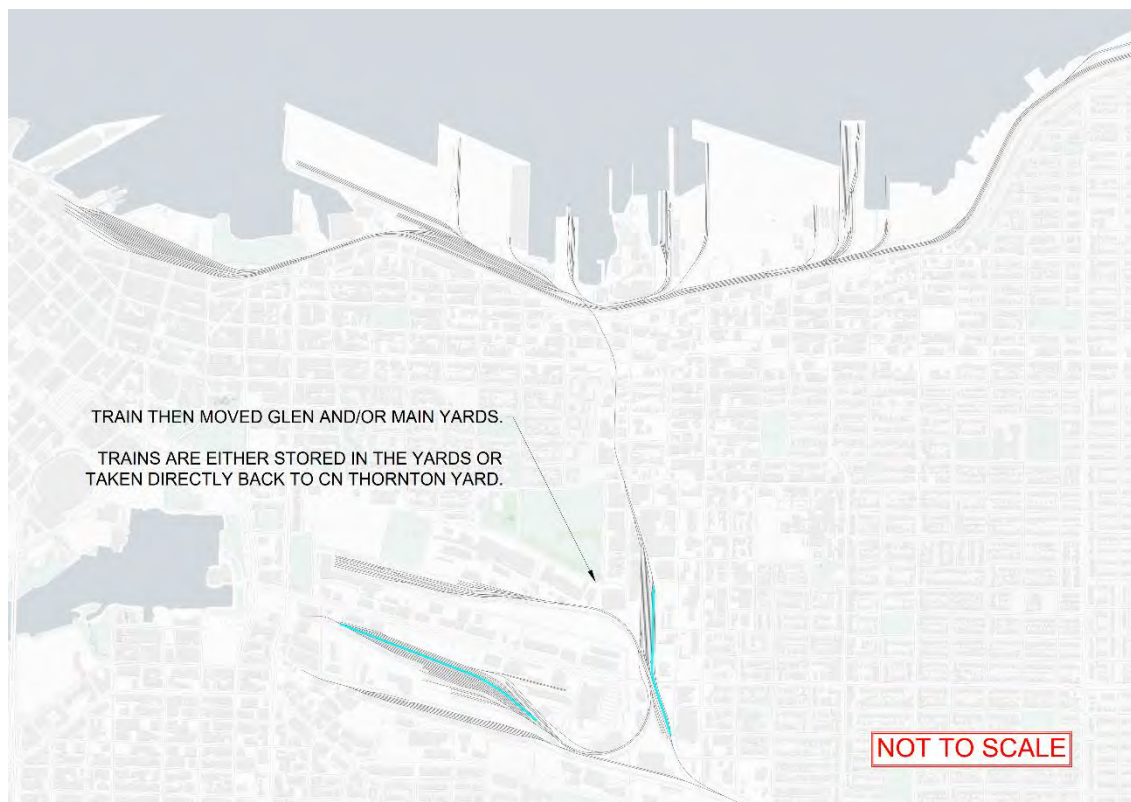 TRAIN THEN MOVED GLEN AND/OR MAIN YARDS.
TRAINS ARE EITHER STORED IN THE YARDS OR
TAKEN DIRECTLY BACK TO CN THORNTON YARD.
NOT TO SCALE